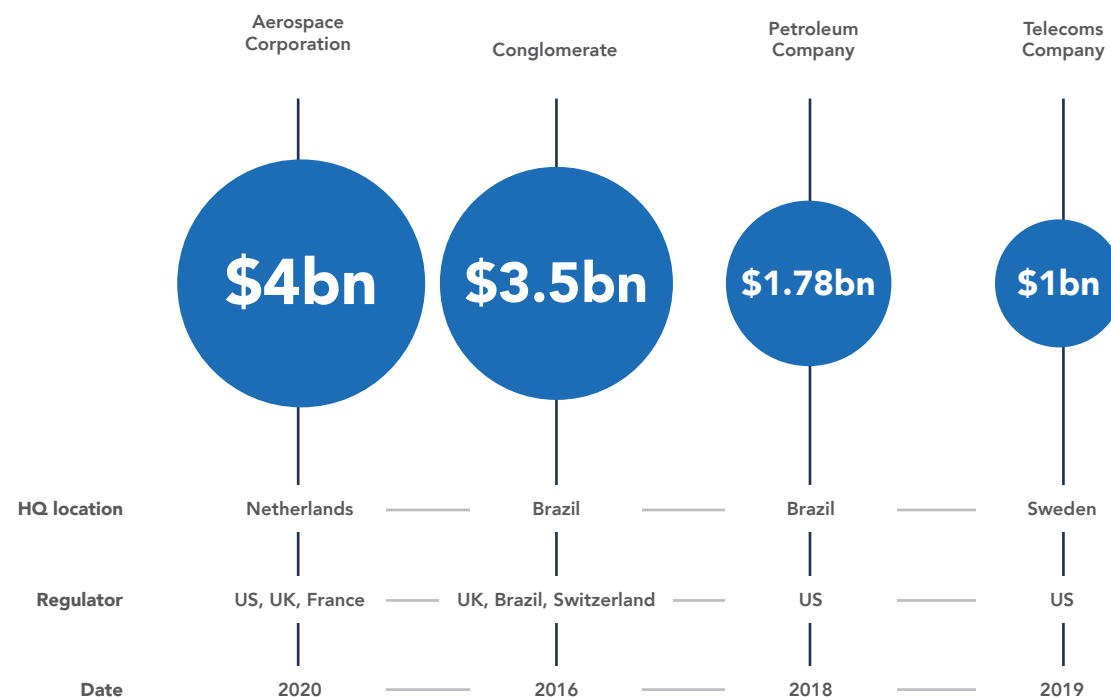 Aerospace
Corporation
Conglomerate
Petroleum
Company
Telecoms
Company
$4bn
$3.5bn
$1.78bn
$1bn
HQ location
Netherlands
Brazil
Brazil
Sweden
Regulator
US, UK, France
UK, Brazil, Switzerland
US
US
Date
2020
2016
2018
2019